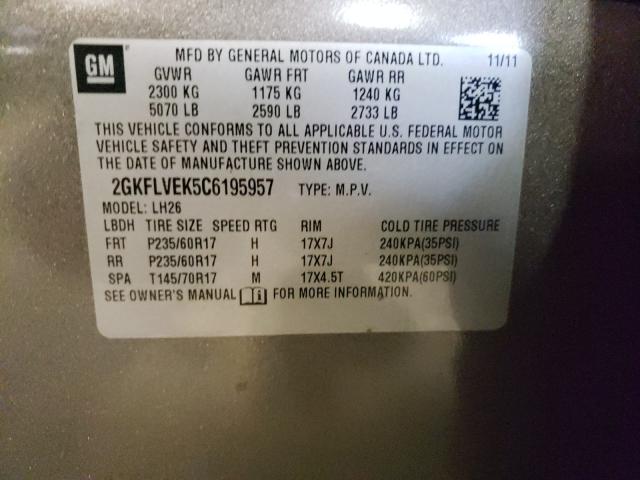 GM MFD BY GENERAL MOTORS OF CANADA LTD. 11/11
GVWR GAWR FRT GAWR RR
2300 KG 1175 KG 1240 KG
5070 LB 2590 LB 2733 LB
THIS VEHICLE CONFORMS TO ALL APPLICABLE U.S. FEDERAL MOTOR
VEHICLE SAFETY AND THEFT PREVENTION STANDARDS IN EFFECT ON
THE DATE OF MANUFACTURE SHOWN ABOVE.
2GKFLVEK5C6195957 TYPE: M.P.V.
MODEL: LH26
LBDH TIRE SIZE SPEED RTG RIM COLD TIRE PRESSURE
FRT P235/60R17 H 17X7J 240KPA(35PSI)
RR P235/60R17 H 17X7J 240KPA(35PSI)
SPA T145/70R17 M 17X4.5T 420KPA(60PSI)
SEE OWNER'S MANUAL FOR MORE INFORMATION.